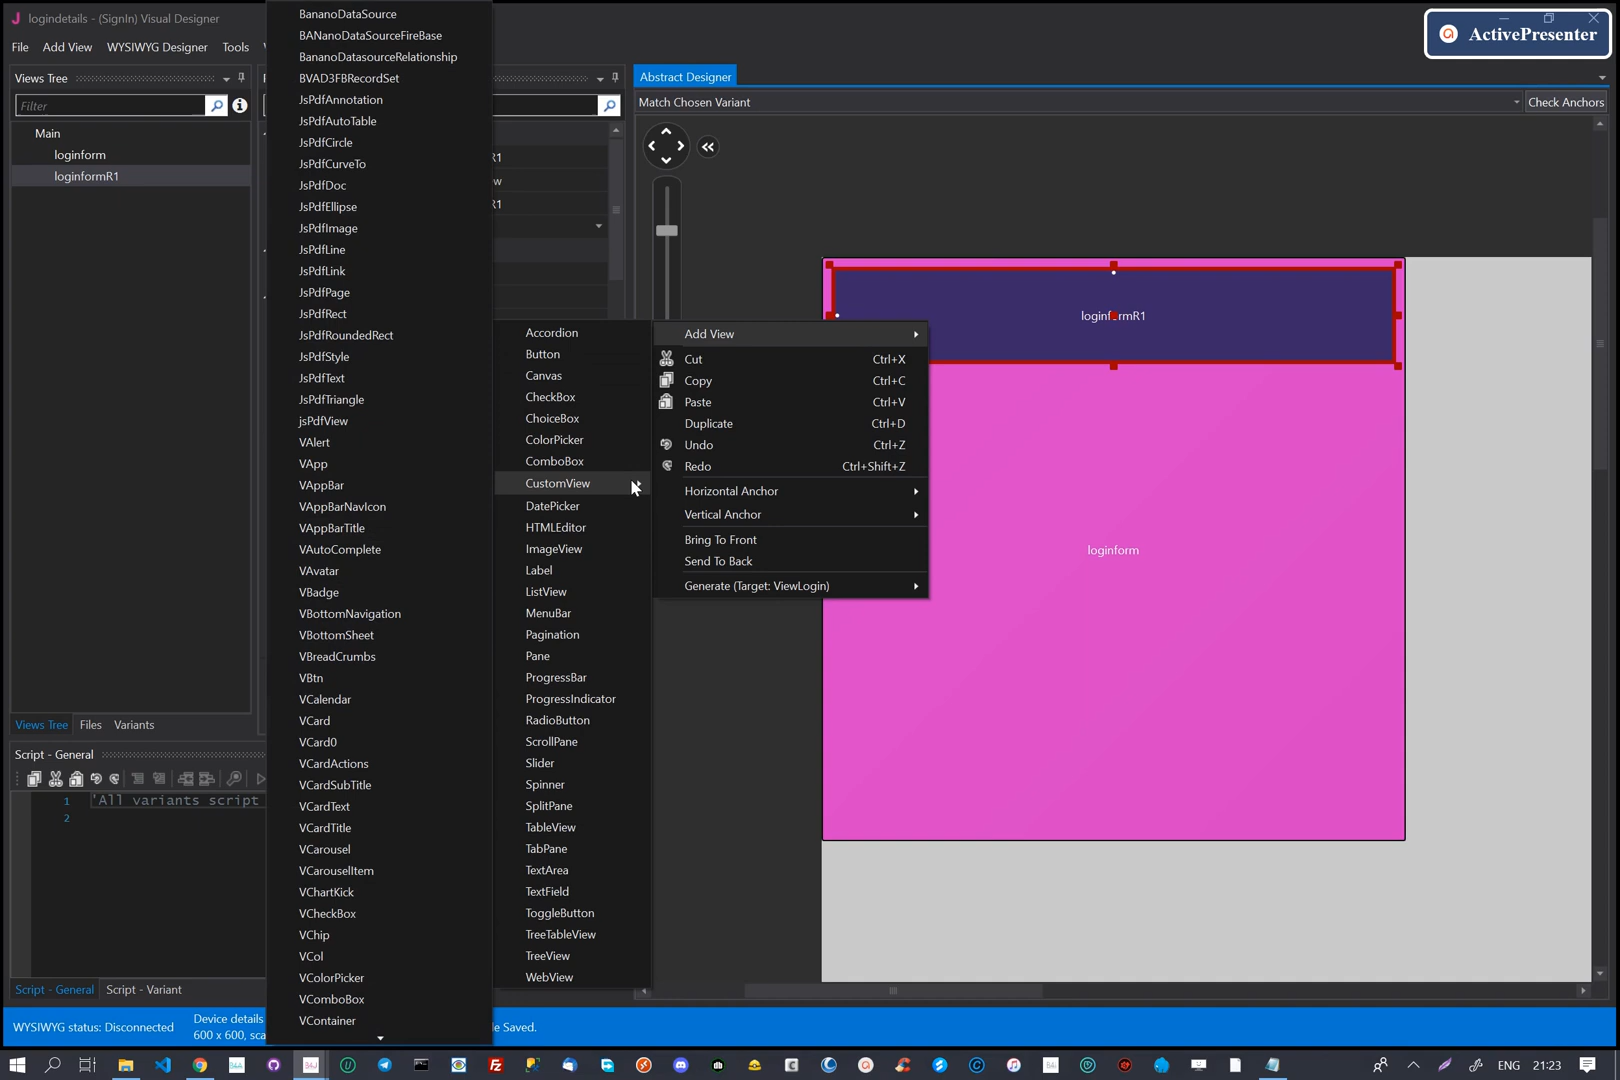 logindetails - (SignIn) Visual Designer
ActivePresenter
File
Add View
WYSIWYG Designer
Tools
Views Tree
Filter
Main
loginform
loginformR1
Views Tree
Files
Variants
Script - General
1
'All variants script
2
Script - General
Script - Variant
BananoDataSource
BANanoDataSourceFireBase
BananoDatasourceRelationship
BVAD3FBRecordSet
JsPdfAnnotation
JsPdfAutoTable
JsPdfCircle
JsPdfCurveTo
JsPdfDoc
JsPdfEllipse
JsPdfImage
JsPdfLine
JsPdfLink
JsPdfPage
JsPdfRect
JsPdfRoundedRect
JsPdfStyle
JsPdfText
JsPdfTriangle
jsPdfView
VAlert
VApp
VAppBar
VAppBarNavIcon
VAppBarTitle
VAutoComplete
VAvatar
VBadge
VBottomNavigation
VBottomSheet
VBreadCrumbs
VBtn
VCalendar
VCard
VCard0
VCardActions
VCardSubTitle
VCardText
VCardTitle
VCarousel
VCarouselItem
VChartKick
VCheckBox
VChip
VCol
VColorPicker
VComboBox
VContainer
R1
w
R1
Accordion
Button
Canvas
CheckBox
ChoiceBox
ColorPicker
ComboBox
CustomView
DatePicker
HTMLEditor
ImageView
Label
ListView
MenuBar
Pagination
Pane
ProgressBar
ProgressIndicator
RadioButton
ScrollPane
Slider
Spinner
SplitPane
TableView
TabPane
TextArea
TextField
ToggleButton
TreeTableView
TreeView
WebView
Abstract Designer
Match Chosen Variant
Check Anchors
loginformR1
Add View
Cut Ctrl+X
Copy Ctrl+C
Paste Ctrl+V
Duplicate Ctrl+D
Undo Ctrl+Z
Redo Ctrl+Shift+Z
Horizontal Anchor
Vertical Anchor
Bring To Front
Send To Back
Generate (Target: ViewLogin)
loginform
WYSIWYG status: Disconnected
Device details
600 x 600, sca
e Saved.
ENG
21:23